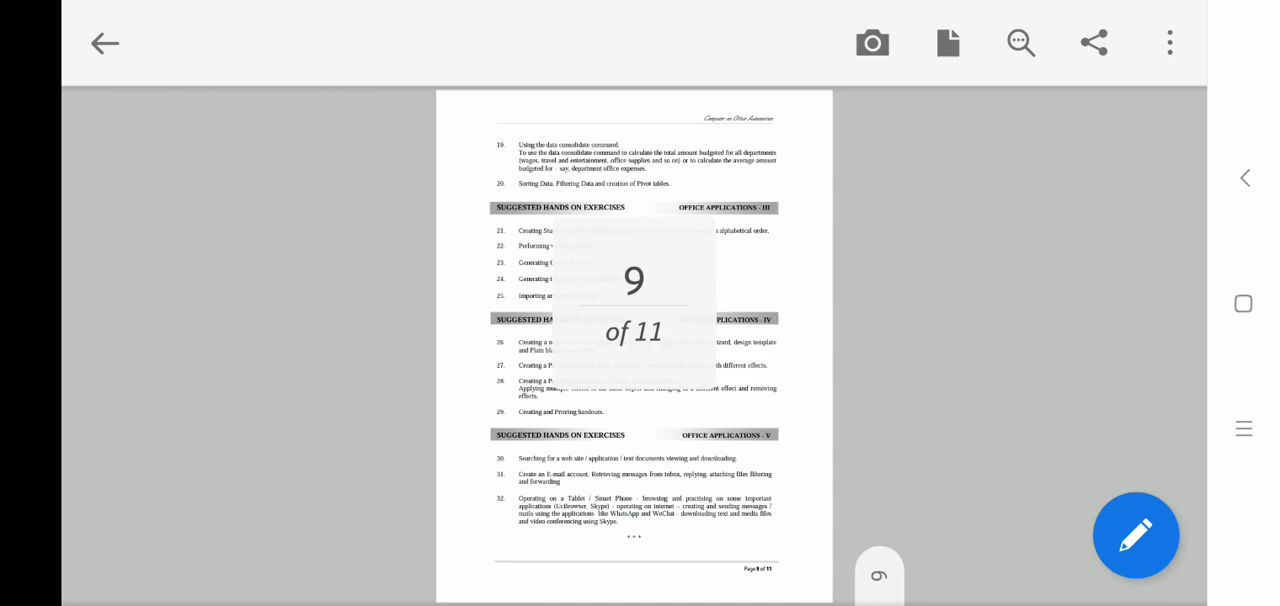 Computer on Office Automation
19. Using the data consolidate command:
To use the data consolidate command to calculate the total amount budgeted for all departments
(wages, travel and entertainment, office supplies and so on) or to calculate the average amount
budgeted for - say, department office expenses.
20. Sorting Data, Filtering Data and creation of Pivot tables.
SUGGESTED HANDS ON EXERCISES OFFICE APPLICATIONS - III
21. Creating alphabetical order.
22. Performing
23. Generating
24. Generating
25. Importing
9
of 11
SUGGESTED PLICATIONS - IV
26. Creating a design template
and Plain
27. Creating a with different effects.
28. Creating a
Applying effect and removing
effects.
29. Creating and Printing handouts.
SUGGESTED HANDS ON EXERCISES OFFICE APPLICATIONS - V
30. Searching for a web site / application / text documents viewing and downloading.
31. Create an E-mail account, Retrieving messages from inbox, replying, attaching files filtering
and forwarding
32. Operating on a Tablet / Smart Phone - browsing and practising on some important
applications (UcBrowser, Skype) - operating on internet - creating and sending messages /
mails using the applications like WhatsApp and WeChat - downloading text and media files
and video conferencing using Skype.
* * *
Page 9 of 11
9